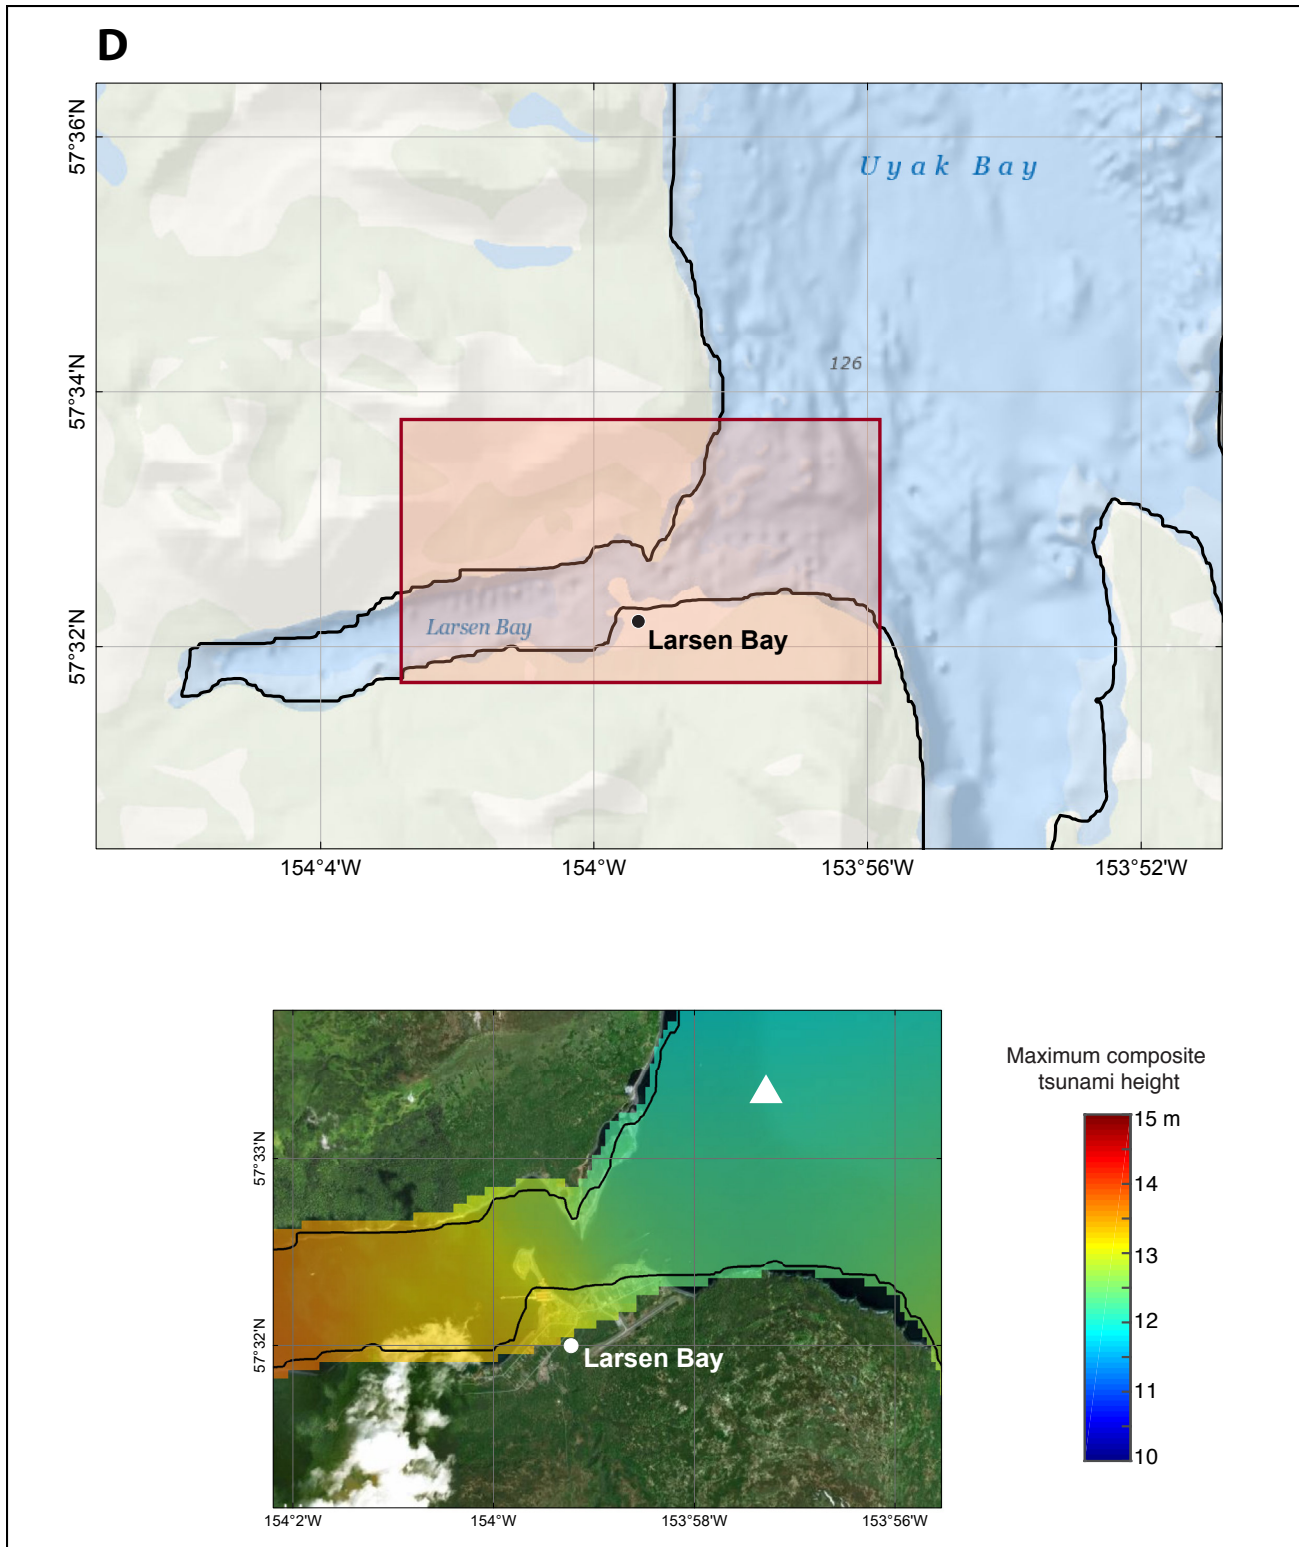 D
57°36'N
Uyak Bay
126
57°34'N
Larsen Bay
Larsen Bay
57°32'N
154°4'W
154°W
153°56'W
153°52'W
Maximum composite
tsunami height
15 m
14
13
12
11
10
57°33'N
57°32'N
Larsen Bay
154°2'W
154°W
153°58'W
153°56'W